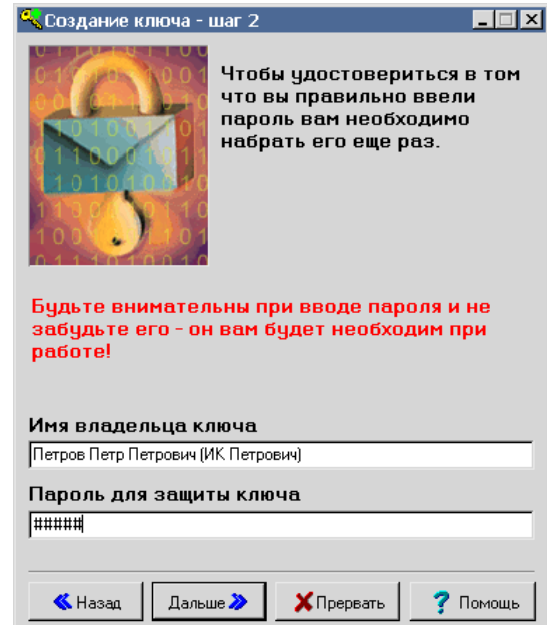 Создание ключа - шаг 2
Чтобы удостовериться в том
что вы правильно ввели
пароль вам необходимо
набрать его еще раз.
Будьте внимательны при вводе пароля и не
забудьте его - он вам будет необходим при
работе!
Имя владельца ключа
Петров Петр Петрович (ИК Петрович)
Пароль для защиты ключа
#####
Назад
Дальше
Прервать
Помощь